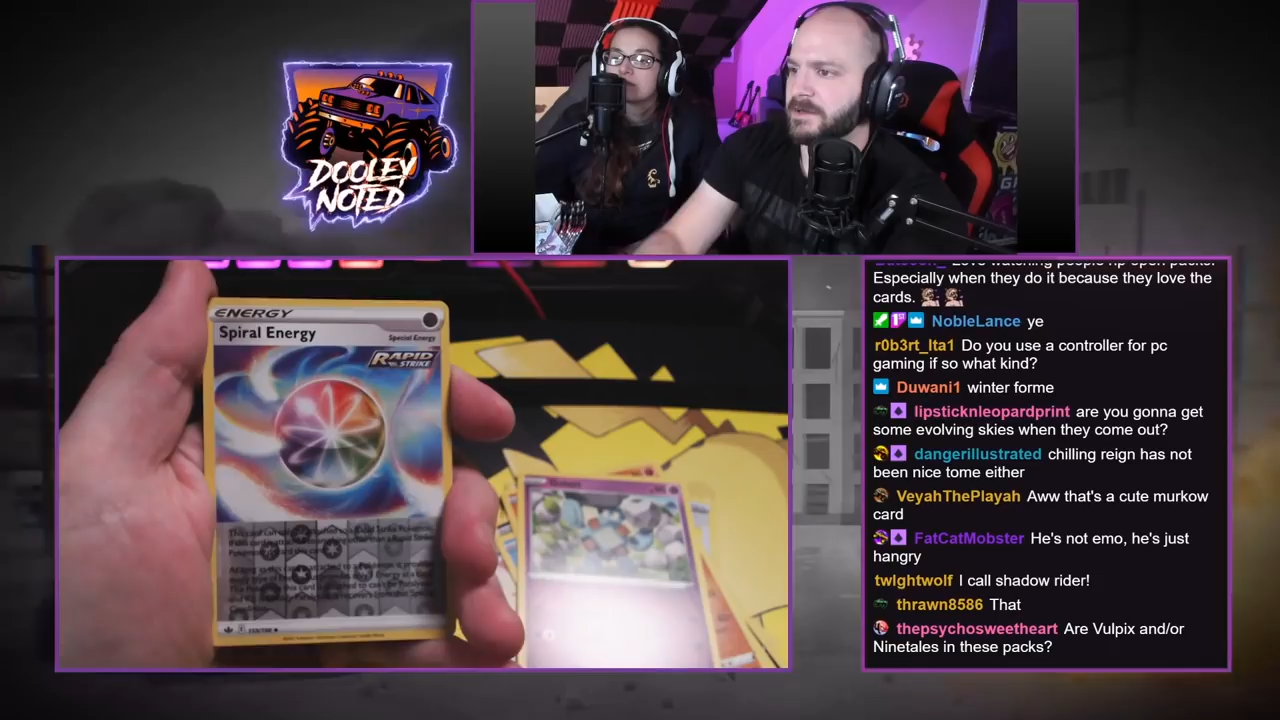 DOOLEY
NOTED
ENERGY
Spiral Energy
Special Energy
RAPID
STRIKE
Especially when they do it because they love the
cards.
NobleLance ye
r0b3rt_lta1 Do you use a controller for pc
gaming if so what kind?
Duwani1 winter forme
lipsticknleopardprint are you gonna get
some evolving skies when they come out?
dangerillustrated chilling reign has not
been nice tome either
VeyahThePlayah Aww that's a cute murkow
card
FatCatMobster He's not emo, he's just
hangry
twlghtwolf I call shadow rider!
thrawn8586 That
thepsychosweetheart Are Vulpix and/or
Ninetales in these packs?